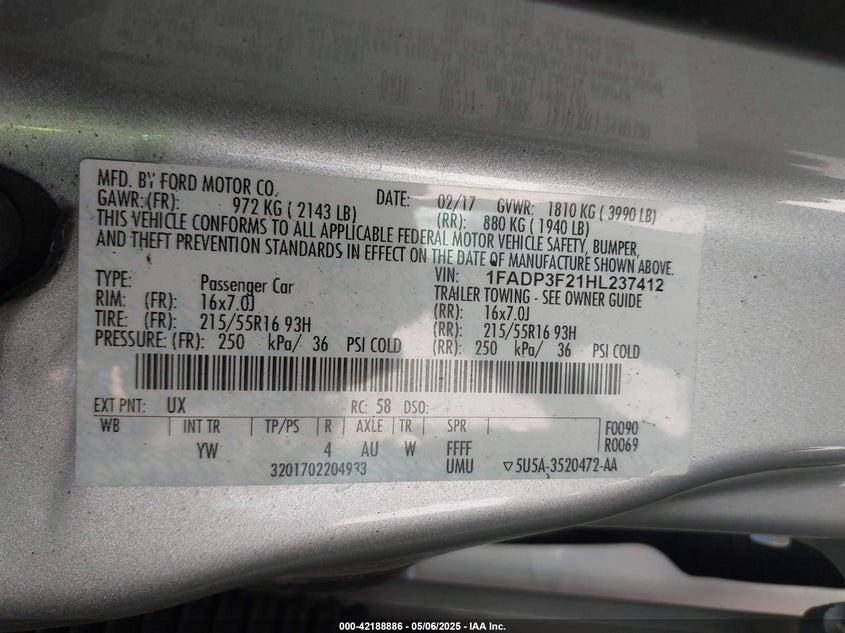 MFD. BY FORD MOTOR CO.
DATE: 02/17 GVWR: 1810 KG ( 3990 LB)
GAWR: (FR): 972 KG ( 2143 LB) (RR): 880 KG ( 1940 LB)
THIS VEHICLE CONFORMS TO ALL APPLICABLE FEDERAL MOTOR VEHICLE SAFETY, BUMPER,
AND THEFT PREVENTION STANDARDS IN EFFECT ON THE DATE OF MANUFACTURE SHOWN ABOVE.
VIN: 1FADP3F21HL237412
TYPE: Passenger Car TRAILER TOWING - SEE OWNER GUIDE
RIM: (FR): 16x7.0J (RR): 16x7.0J
TIRE: (FR): 215/55R16 93H (RR): 215/55R16 93H
PRESSURE: (FR): 250 kPa/ 36 PSI COLD (RR): 250 kPa/ 36 PSI COLD
EXT PNT: UX RC: 58 DSO:
WB INT TR TP/PS R AXLE TR SPR F0090
YW 4 AU W FFFF R0069
3201702204933 UMU ▽5U5A-3520472-AA
000-42188886 - 05/06/2025 - IAA Inc.